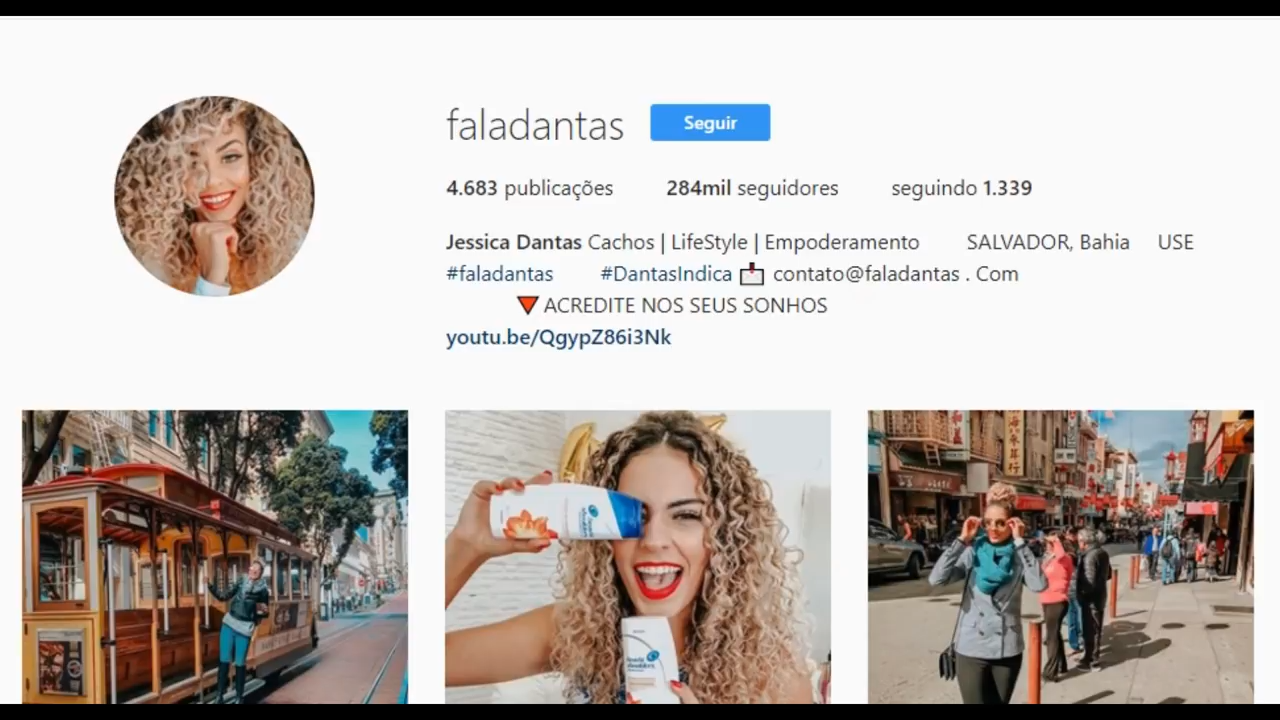 faladantas Seguir
4.683 publicações 284mil seguidores seguindo 1.339
Jessica Dantas Cachos | LifeStyle | Empoderamento SALVADOR, Bahia USE
#faladantas #DantasIndica contato@faladantas . Com
ACREDITE NOS SEUS SONHOS
youtu.be/QgypZ86i3Nk